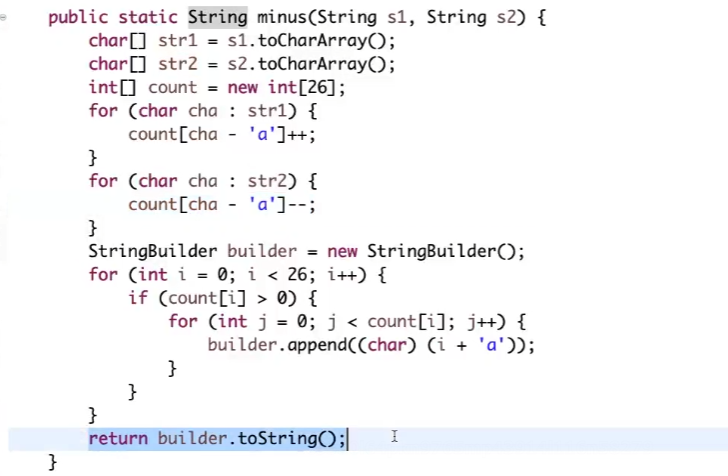 public static String minus(String s1, String s2) {
char[] str1 = s1.toCharArray();
char[] str2 = s2.toCharArray();
int[] count = new int[26];
for (char cha : str1) {
count[cha - 'a']++;
}
for (char cha : str2) {
count[cha - 'a']--;
}
StringBuilder builder = new StringBuilder();
for (int i = 0; i < 26; i++) {
if (count[i] > 0) {
for (int j = 0; j < count[i]; j++) {
builder.append((char) (i + 'a'));
}
}
}
return builder.toString();
}